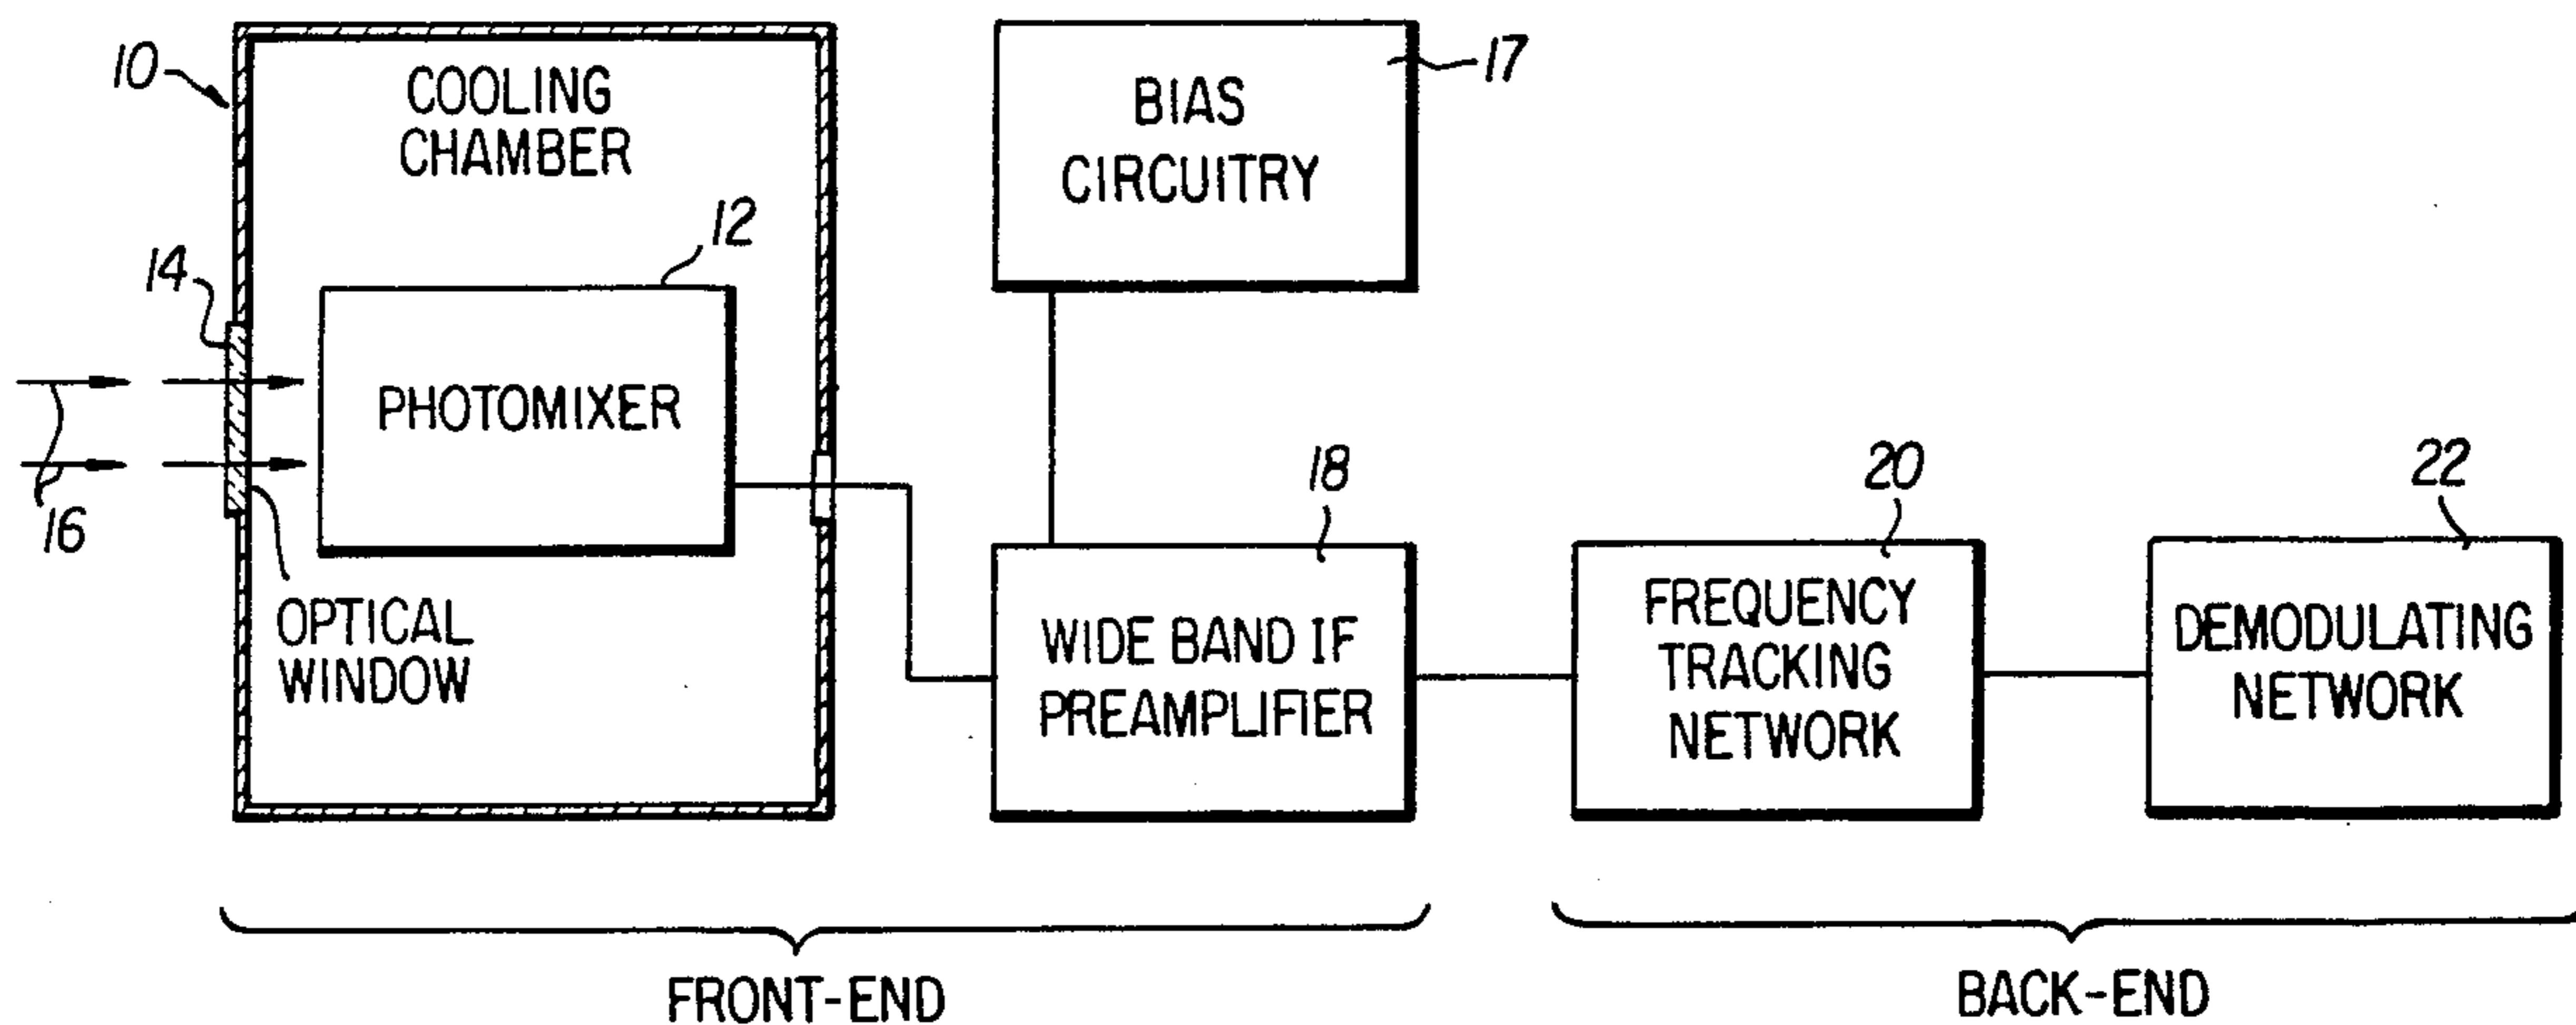 10
COOLING
CHAMBER
BIAS
CIRCUITRY
17
12
14
PHOTOMIXER
16
OPTICAL
WINDOW
18
WIDE BAND IF
PREAMPLIFIER
20
FREQUENCY
TRACKING
NETWORK
22
DEMODULATING
NETWORK
FRONT-END
BACK-END